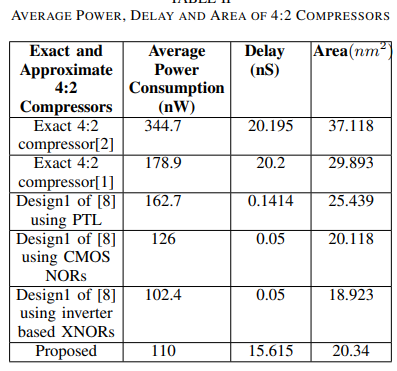 TABLE II
AVERAGE POWER, DELAY AND AREA OF 4:2 COMPRESSORS
Exact and Approximate 4:2 Compressors | Average Power Consumption (nW) | Delay (nS) | Area(nm²)
Exact 4:2 compressor[2] | 344.7 | 20.195 | 37.118
Exact 4:2 compressor[1] | 178.9 | 20.2 | 29.893
Design1 of [8] using PTL | 162.7 | 0.1414 | 25.439
Design1 of [8] using CMOS NORs | 126 | 0.05 | 20.118
Design1 of [8] using inverter based XNORs | 102.4 | 0.05 | 18.923
Proposed | 110 | 15.615 | 20.34